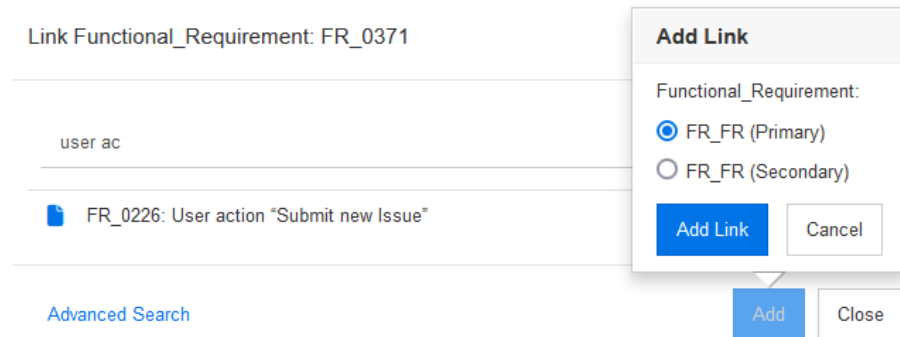 Link Functional_Requirement: FR_0371
user ac
FR_0226: User action “Submit new Issue”
Advanced Search
Add Link
Functional_Requirement:
FR_FR (Primary)
FR_FR (Secondary)
Add Link
Cancel
Add
Close